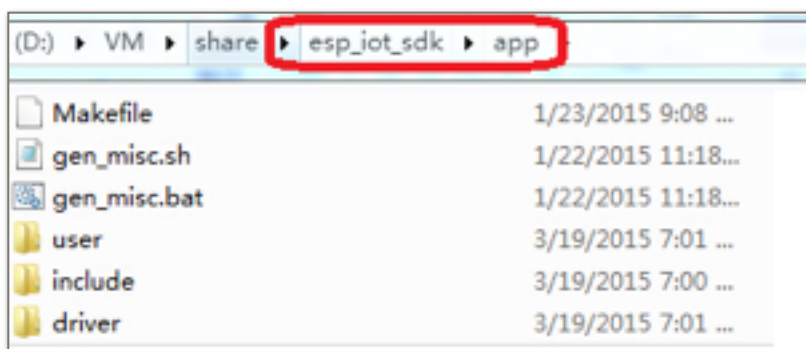 (D:) ▸ VM ▸ share ▸ esp_iot_sdk ▸ app
Makefile 1/23/2015 9:08 ...
gen_misc.sh 1/22/2015 11:18...
gen_misc.bat 1/22/2015 11:18...
user 3/19/2015 7:01 ...
include 3/19/2015 7:00 ...
driver 3/19/2015 7:01 ...